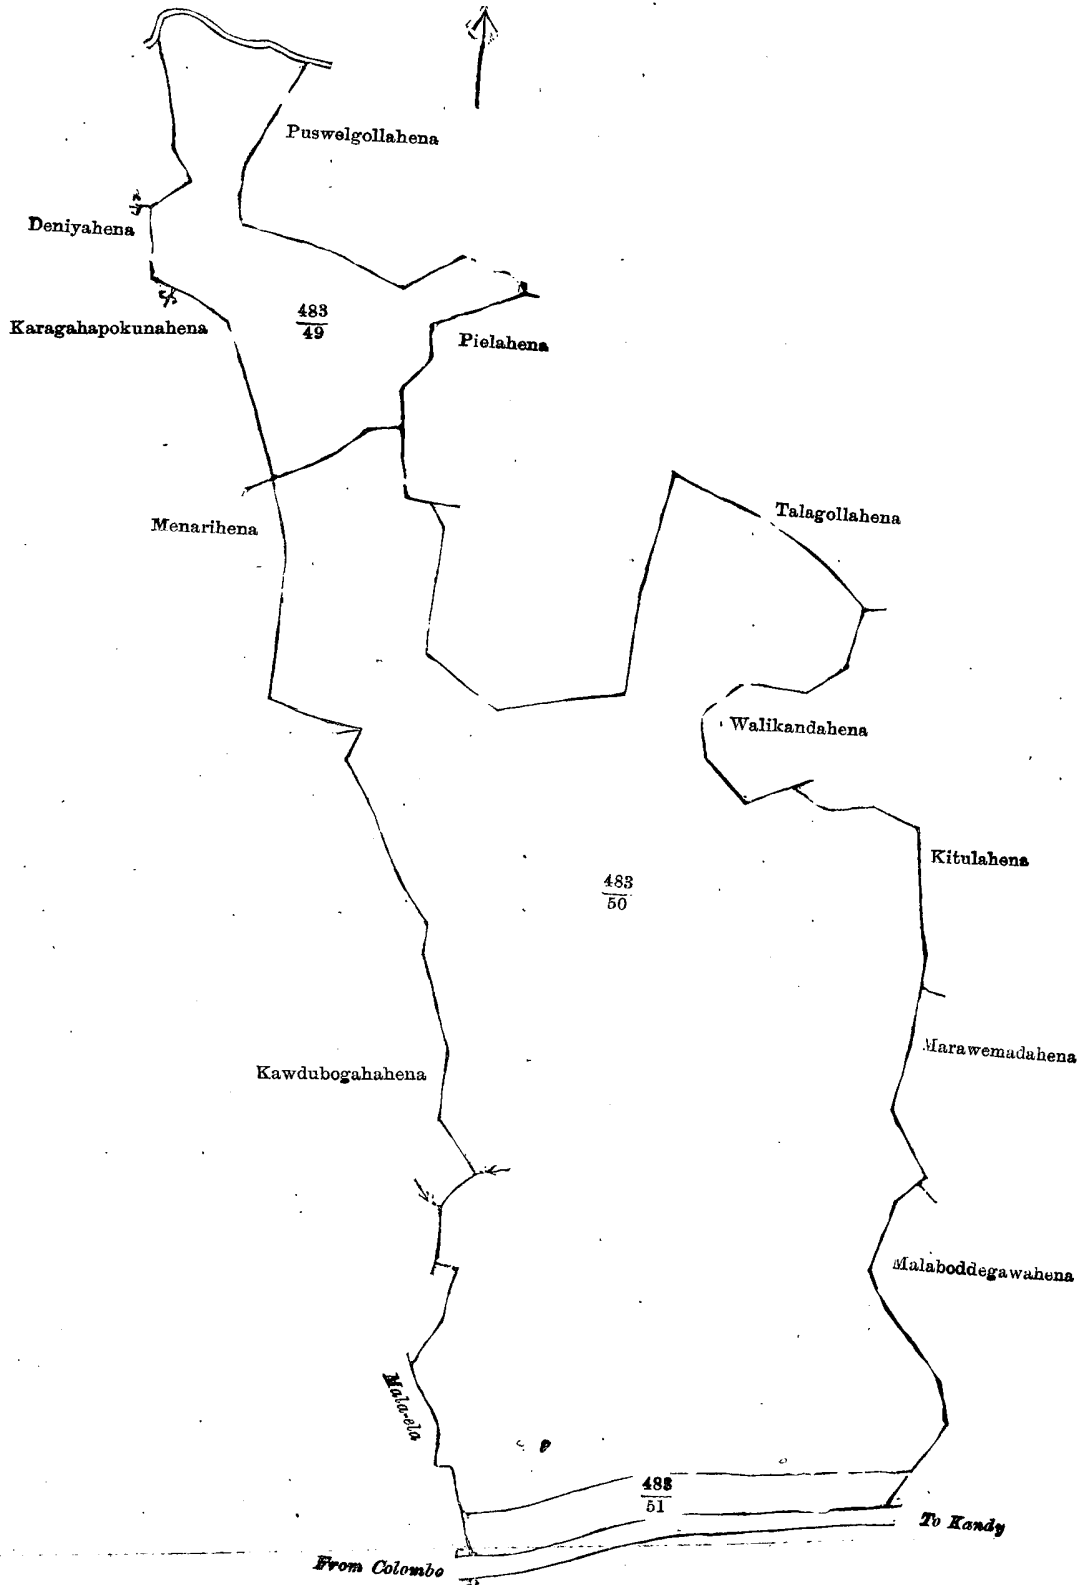 Puswelgollahena
Deniyahena
Karagahapokunahena
483
49
Pielahena
Menarihena
Talagollahena
Walikandahena
Kitulahena
483
50
Marawemadahena
Kawdubogahahena
Malaboddegawahena
Mala-ela
483
51
To Kandy
From Colombo